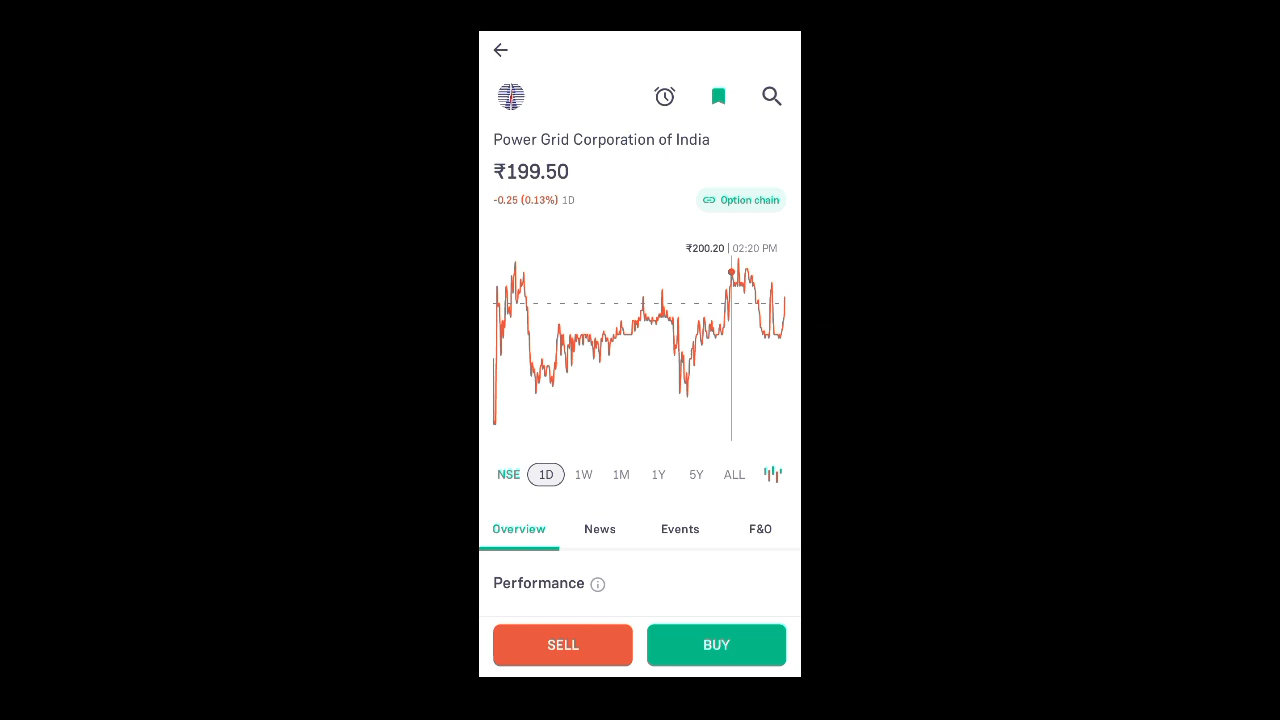 Power Grid Corporation of India
₹199.50
-0.25 (0.13%) 1D
Option chain
₹200.20 | 02:20 PM
NSE 1D 1W 1M 1Y 5Y ALL
Overview News Events F&O
Performance
SELL BUY